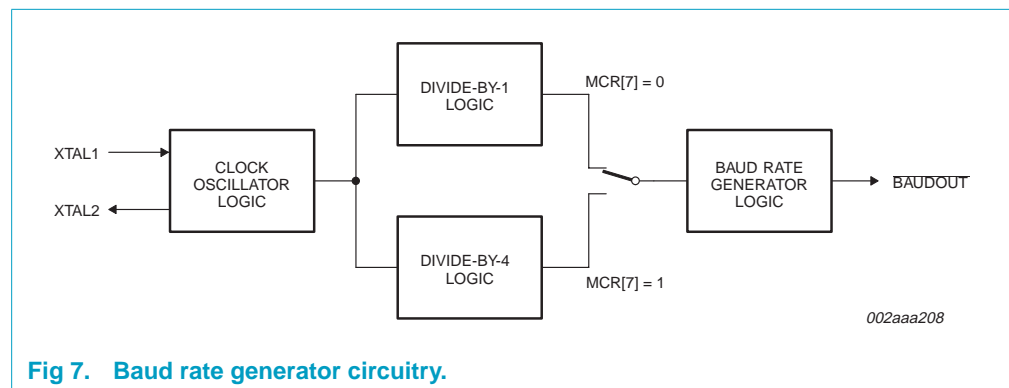 DIVIDE-BY-1
LOGIC
MCR[7] = 0
XTAL1
XTAL2
CLOCK
OSCILLATOR
LOGIC
BAUD RATE
GENERATOR
LOGIC
BAUDOUT
DIVIDE-BY-4
LOGIC
MCR[7] = 1
002aaa208
Fig 7. Baud rate generator circuitry.